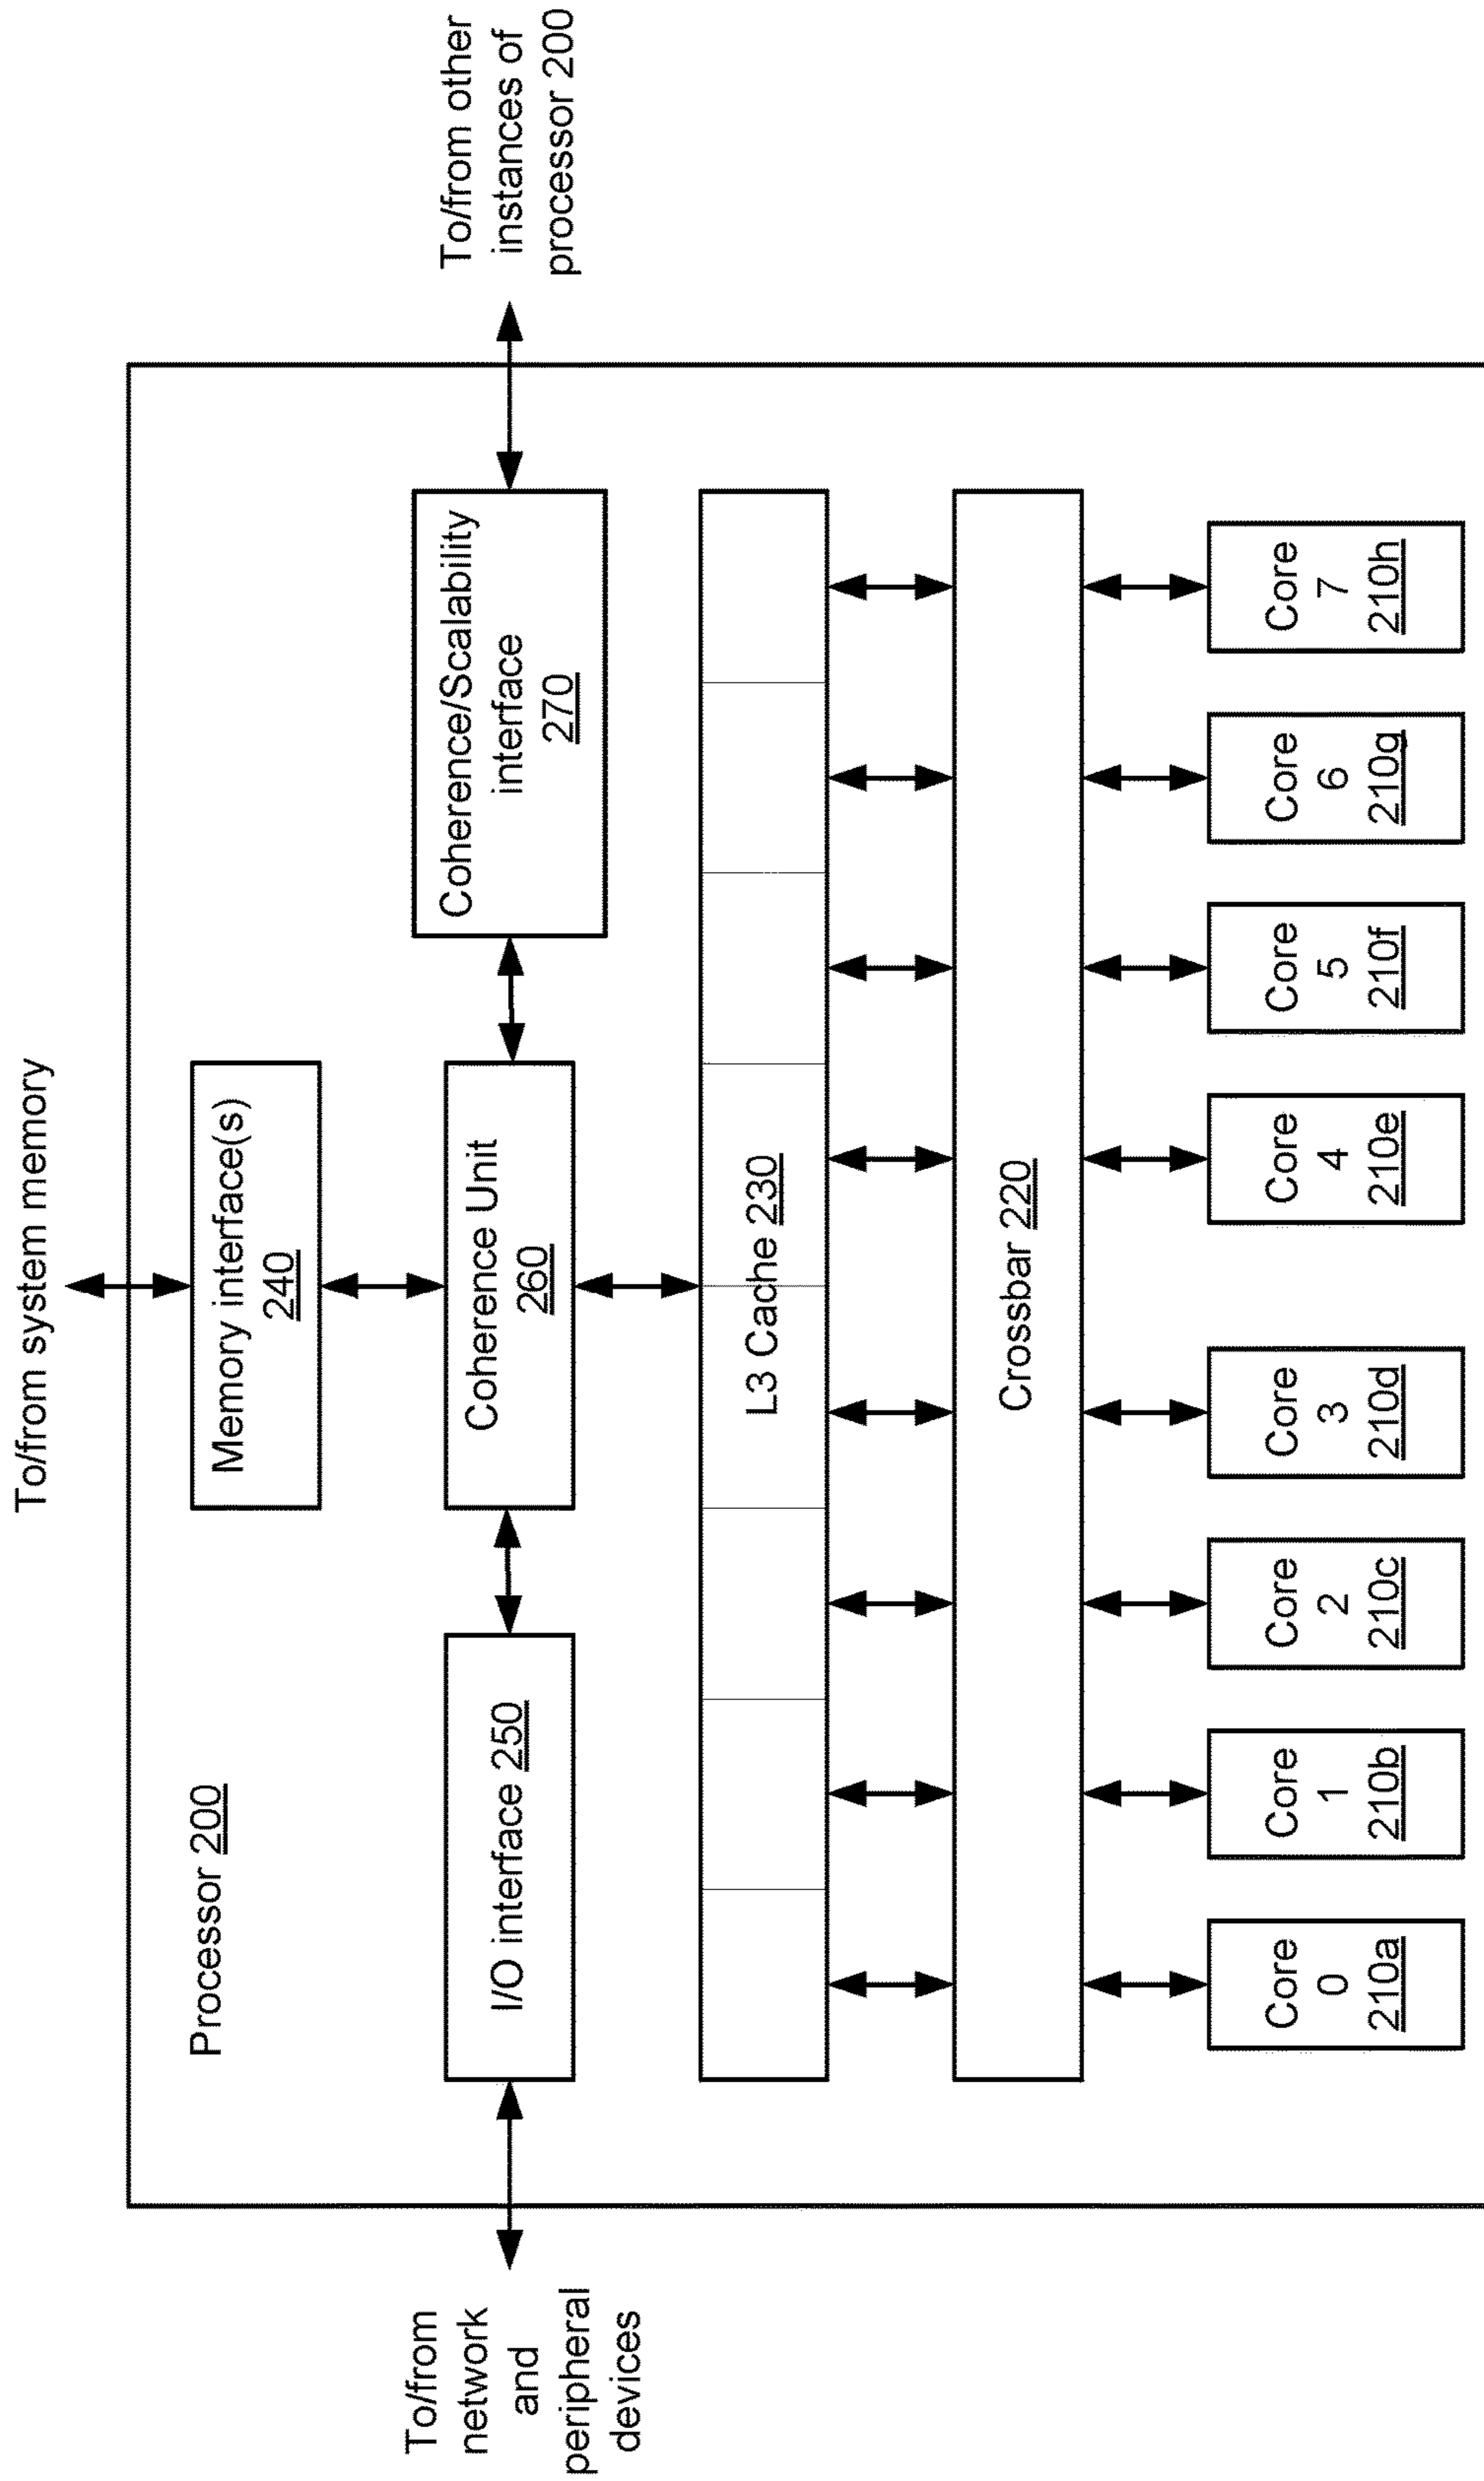 To/from system memory
Processor 200
Memory interface(s)
240
To/from
network
and
peripheral
devices
I/O interface 250
Coherence Unit
260
Coherence/Scalability
interface
270
To/from other
instances of
processor 200
L3 Cache 230
Crossbar 220
Core
0
210a
Core
1
210b
Core
2
210c
Core
3
210d
Core
4
210e
Core
5
210f
Core
6
210g
Core
7
210h